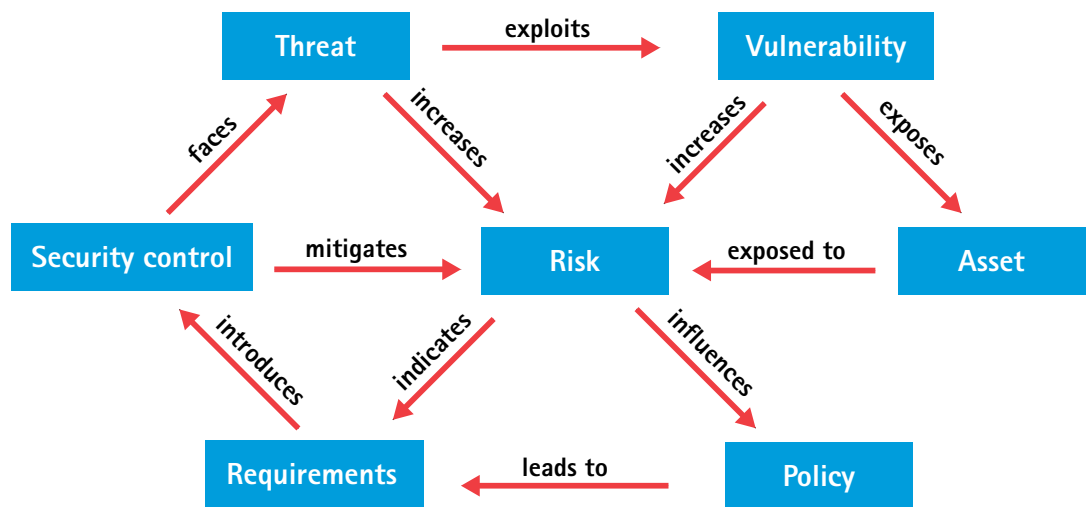 Threat
exploits
Vulnerability
faces
increases
increases
exposes
Security control
mitigates
Risk
exposed to
Asset
introduces
indicates
influences
Requirements
leads to
Policy